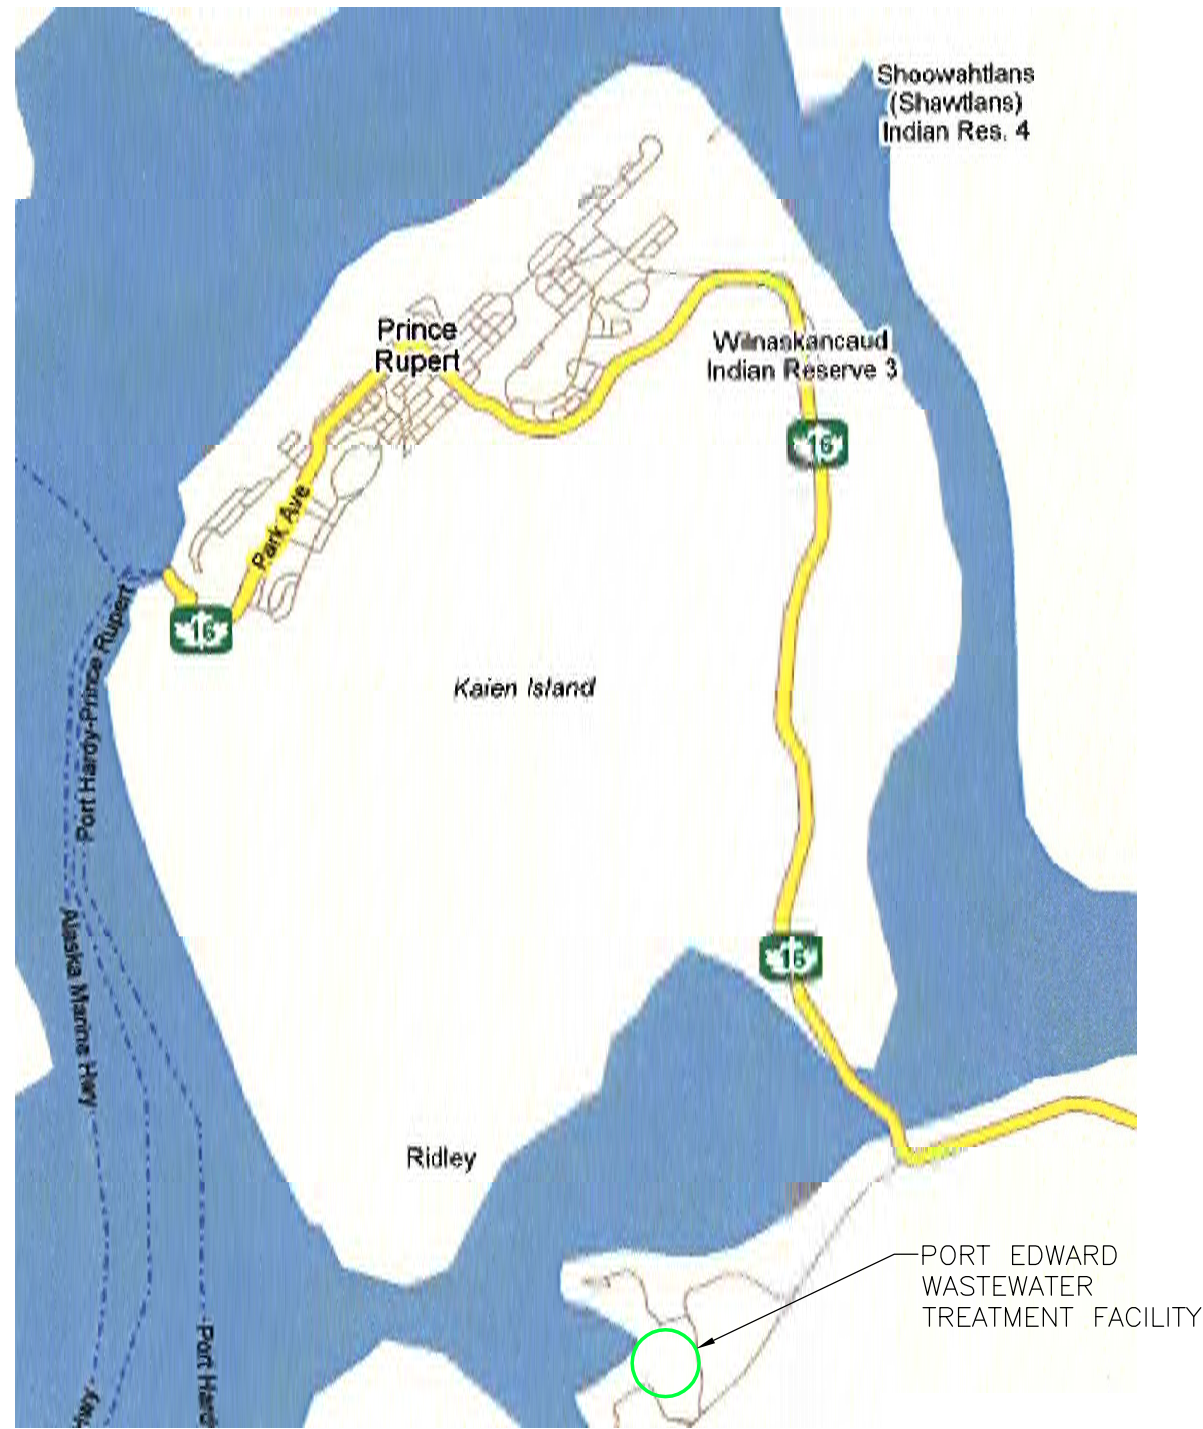 Shoowahtlans
(Shawtlans)
Indian Res. 4
Prince
Rupert
Wilnaskancaud
Indian Reserve 3
16
Park Ave
16
Port Hardy-Prince Rupert
Kaien Island
Alaska Marine Hwy
16
Ridley
PORT EDWARD
WASTEWATER
TREATMENT FACILITY
Port Hard
Hwy